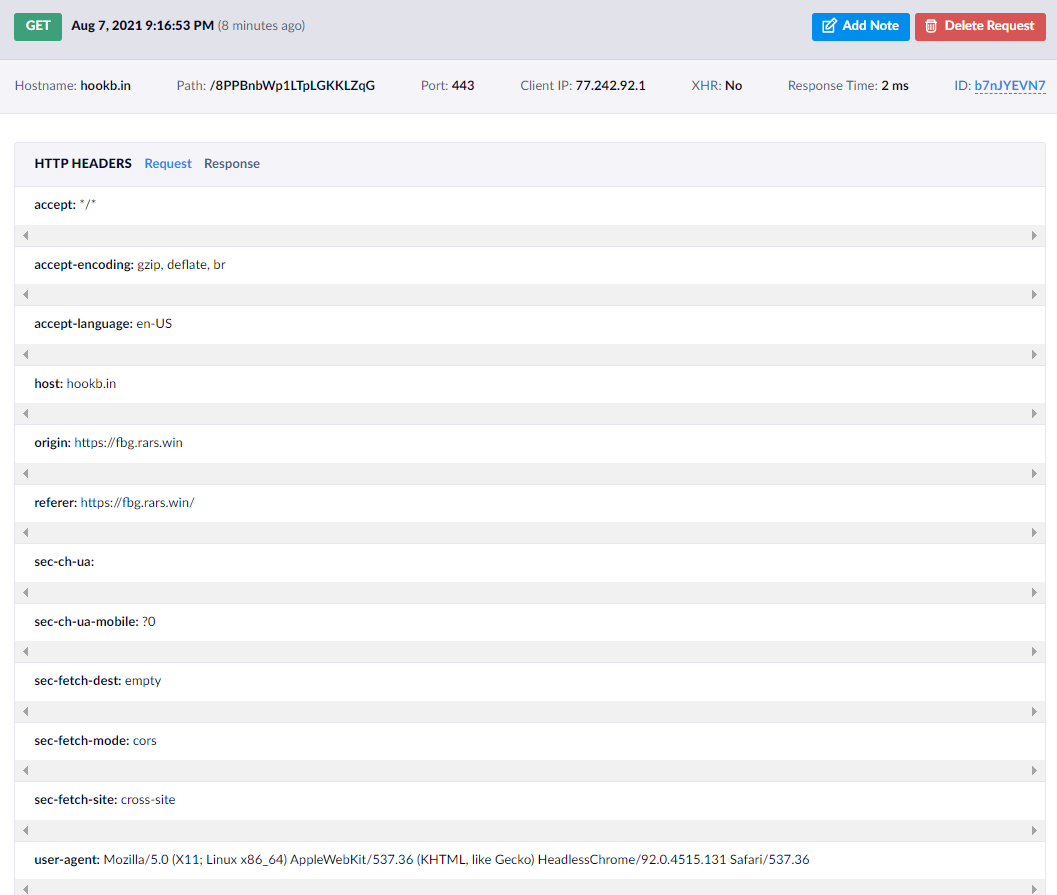 GET Aug 7, 2021 9:16:53 PM (8 minutes ago) Add Note Delete Request
Hostname: hookb.in Path: /8PPBnbWp1LTpLGKKLZqG Port: 443 Client IP: 77.242.92.1 XHR: No Response Time: 2 ms ID: b7nJYEVN7
HTTP HEADERS Request Response
accept: */*
accept-encoding: gzip, deflate, br
accept-language: en-US
host: hookb.in
origin: https://fbg.rars.win
referer: https://fbg.rars.win/
sec-ch-ua:
sec-ch-ua-mobile: ?0
sec-fetch-dest: empty
sec-fetch-mode: cors
sec-fetch-site: cross-site
user-agent: Mozilla/5.0 (X11; Linux x86_64) AppleWebKit/537.36 (KHTML, like Gecko) HeadlessChrome/92.0.4515.131 Safari/537.36